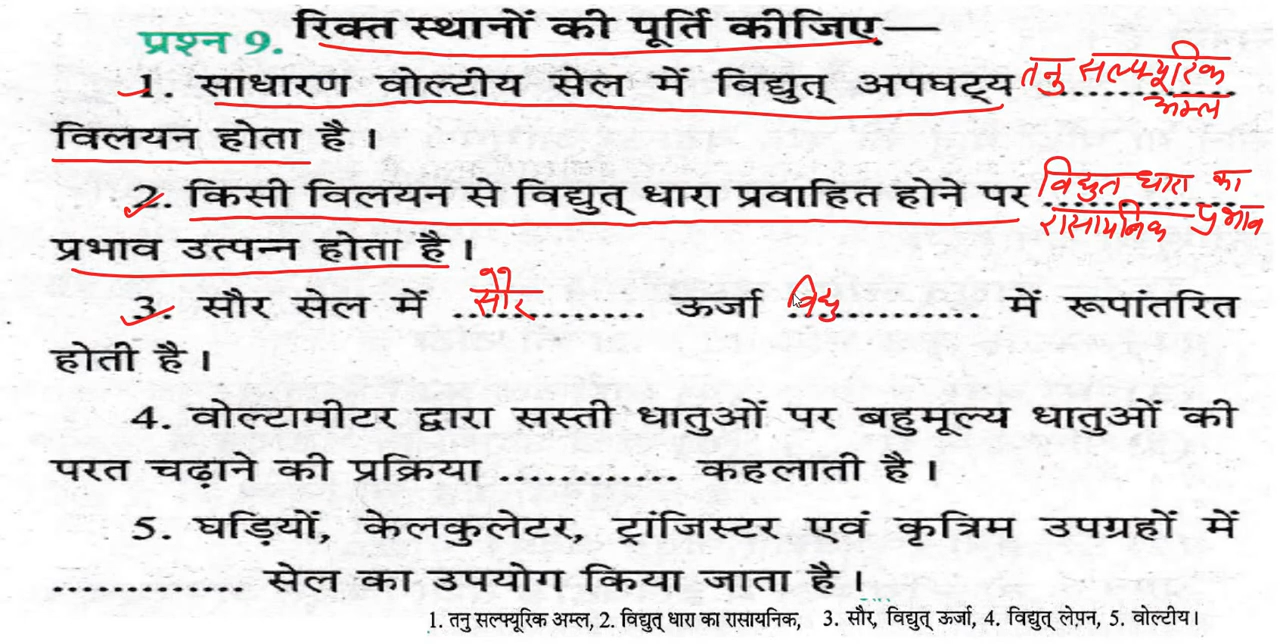 प्रश्न 9. रिक्त स्थानों की पूर्ति कीजिए—
1. साधारण वोल्टीय सेल में विद्युत् अपघट्य ............ तनु सल्फ्यूरिक
अम्ल
विलयन होता है।
2. किसी विलयन से विद्युत् धारा प्रवाहित होने पर ............ विद्युत धारा का
रासायनिक प्रभाव
प्रभाव उत्पन्न होता है।
3. सौर सेल में ............ सौर ऊर्जा ............ विद्यु में रूपांतरित
होती है।
4. वोल्टामीटर द्वारा सस्ती धातुओं पर बहुमूल्य धातुओं की
परत चढ़ाने की प्रक्रिया ............ कहलाती है।
5. घड़ियों, केलकुलेटर, ट्रांजिस्टर एवं कृत्रिम उपग्रहों में
............ सेल का उपयोग किया जाता है।
1. तनु सल्फ्यूरिक अम्ल, 2. विद्युत् धारा का रासायनिक, 3. सौर, विद्युत् ऊर्जा, 4. विद्युत् लेपन, 5. वोल्टीय।